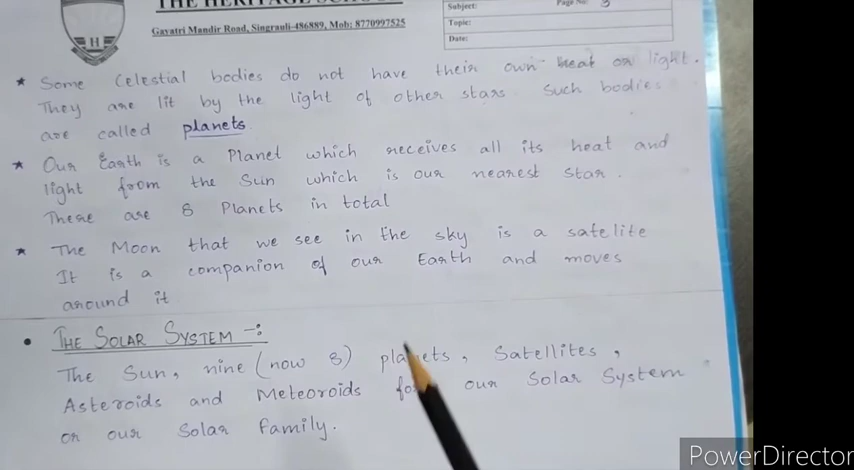 THE HERITAGE SCHOOL
Gayatri Mandir Road, Singrauli-486889, Mob: 8770997525
Subject:
Page No: 3
Topic:
Date:
H
* Some Celestial bodies do not have their own heat or light.
They are lit by the light of other stars. Such bodies
are called planets.
* Our Earth is a Planet which receives all its heat and
light from the Sun which is our nearest star.
There are 8 Planets in total
* The Moon that we see in the sky is a satelite
It is a companion of our Earth and moves
around it
• THE SOLAR SYSTEM -:
The Sun, nine (now 8) planets, Satellites,
Asteroids and Meteoroids our Solar System
or our Solar family.
PowerDirector